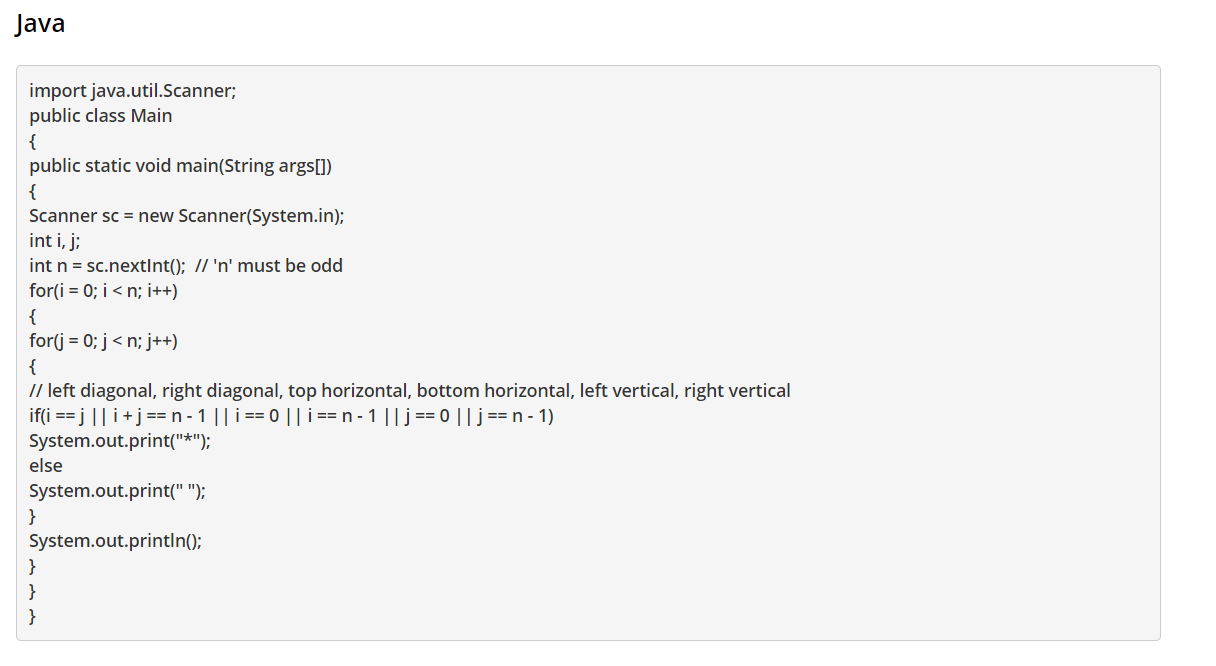 Java
import java.util.Scanner;
public class Main
{
public static void main(String args[])
{
Scanner sc = new Scanner(System.in);
int i, j;
int n = sc.nextInt();  // 'n' must be odd
for(i = 0; i < n; i++)
{
for(j = 0; j < n; j++)
{
// left diagonal, right diagonal, top horizontal, bottom horizontal, left vertical, right vertical
if(i == j || i + j == n - 1 || i == 0 || i == n - 1 || j == 0 || j == n - 1)
System.out.print("*");
else
System.out.print(" ");
}
System.out.println();
}
}
}